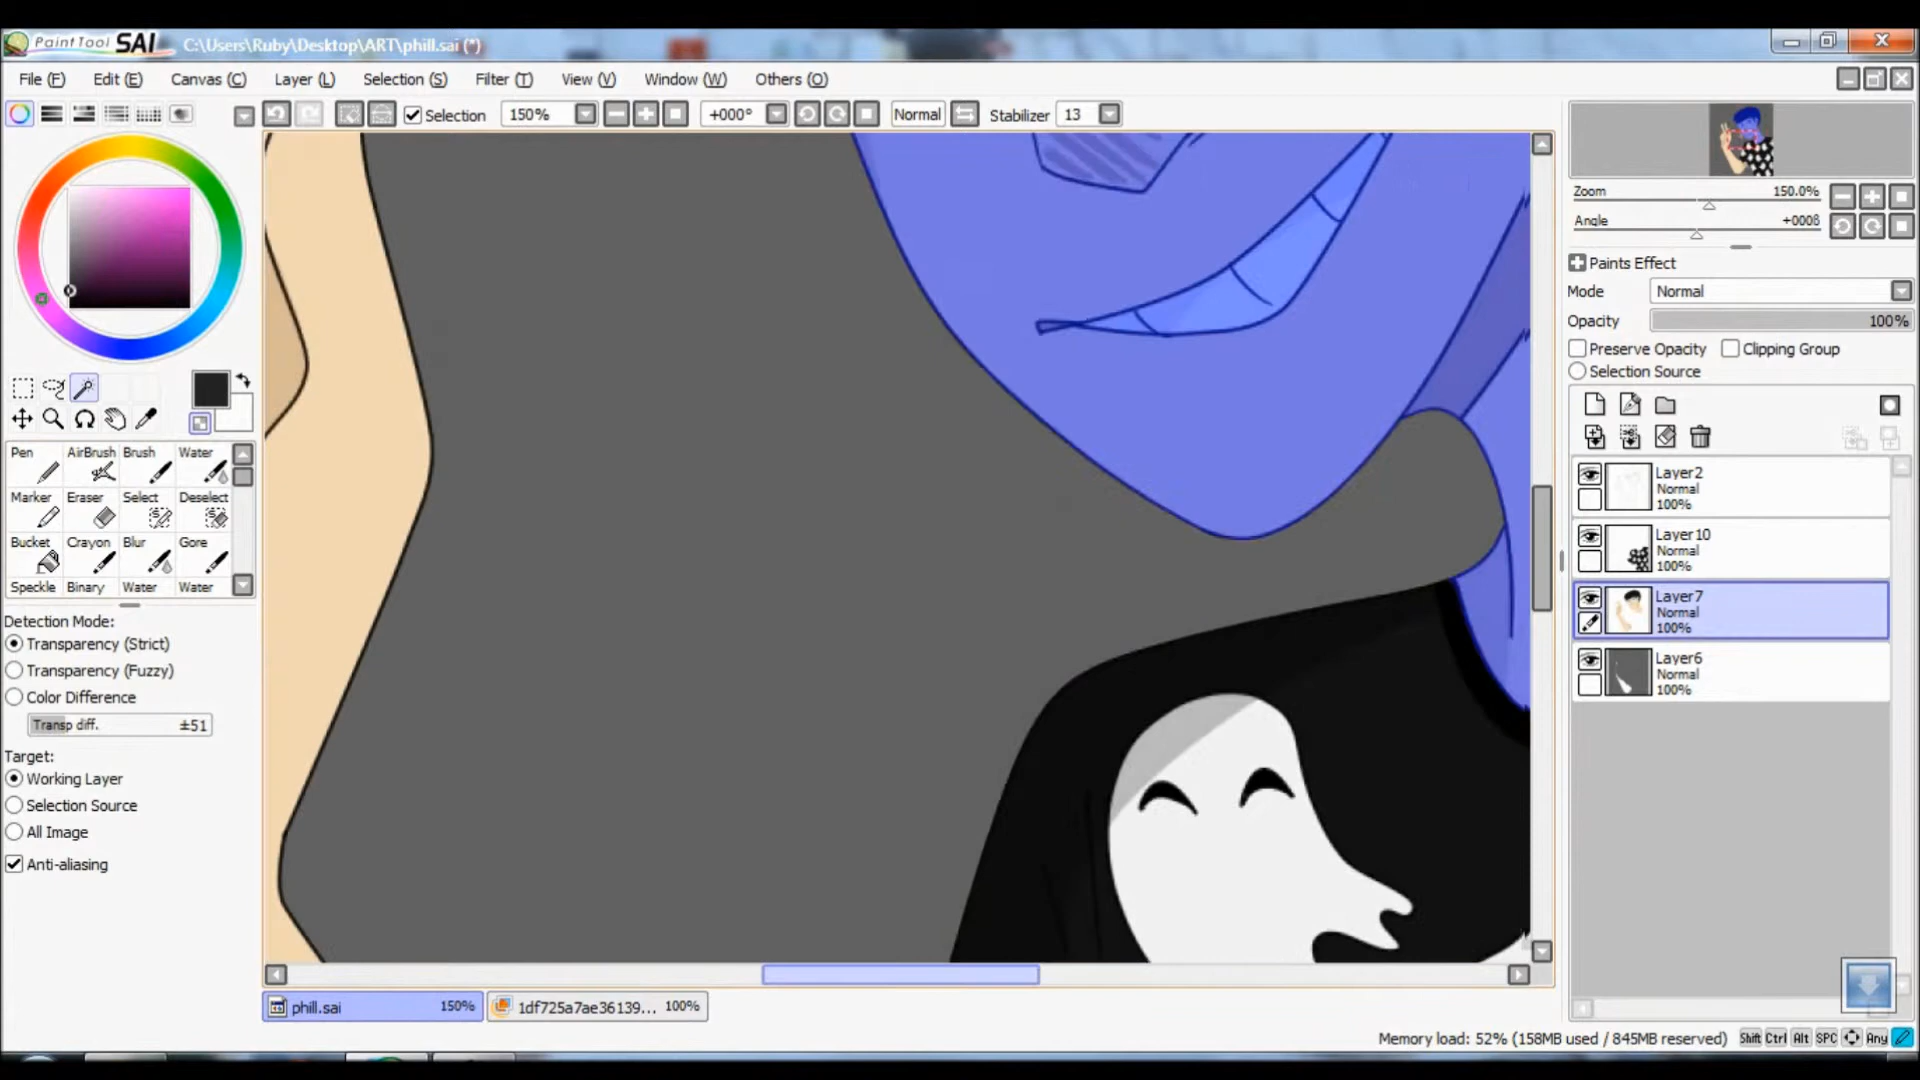 PaintTool SAI C:\Users\Ruby\Desktop\ART\phill.sai (*)
File (F) Edit (E) Canvas (C) Layer (L) Selection (S) Filter (T) View (V) Window (W) Others (O)
Selection 150% +000° Normal Stabilizer 13
Zoom 150.0%
Angle +000°
Paints Effect
Mode Normal
Opacity 100%
Preserve Opacity Clipping Group
Selection Source
Pen AirBrush Brush Water
Marker Eraser Select Deselect
Bucket Crayon Blur Gore
Speckle Binary Water Water
Layer2
Normal
100%
Layer10
Normal
100%
Layer7
Normal
100%
Layer6
Normal
100%
Detection Mode:
Transparency (Strict)
Transparency (Fuzzy)
Color Difference
Transp diff. ±51
Target:
Working Layer
Selection Source
All Image
Anti-aliasing
phill.sai 150% 1df725a7ae36139... 100%
Memory load: 52% (158MB used / 845MB reserved) Shift Ctrl Alt SPC Any